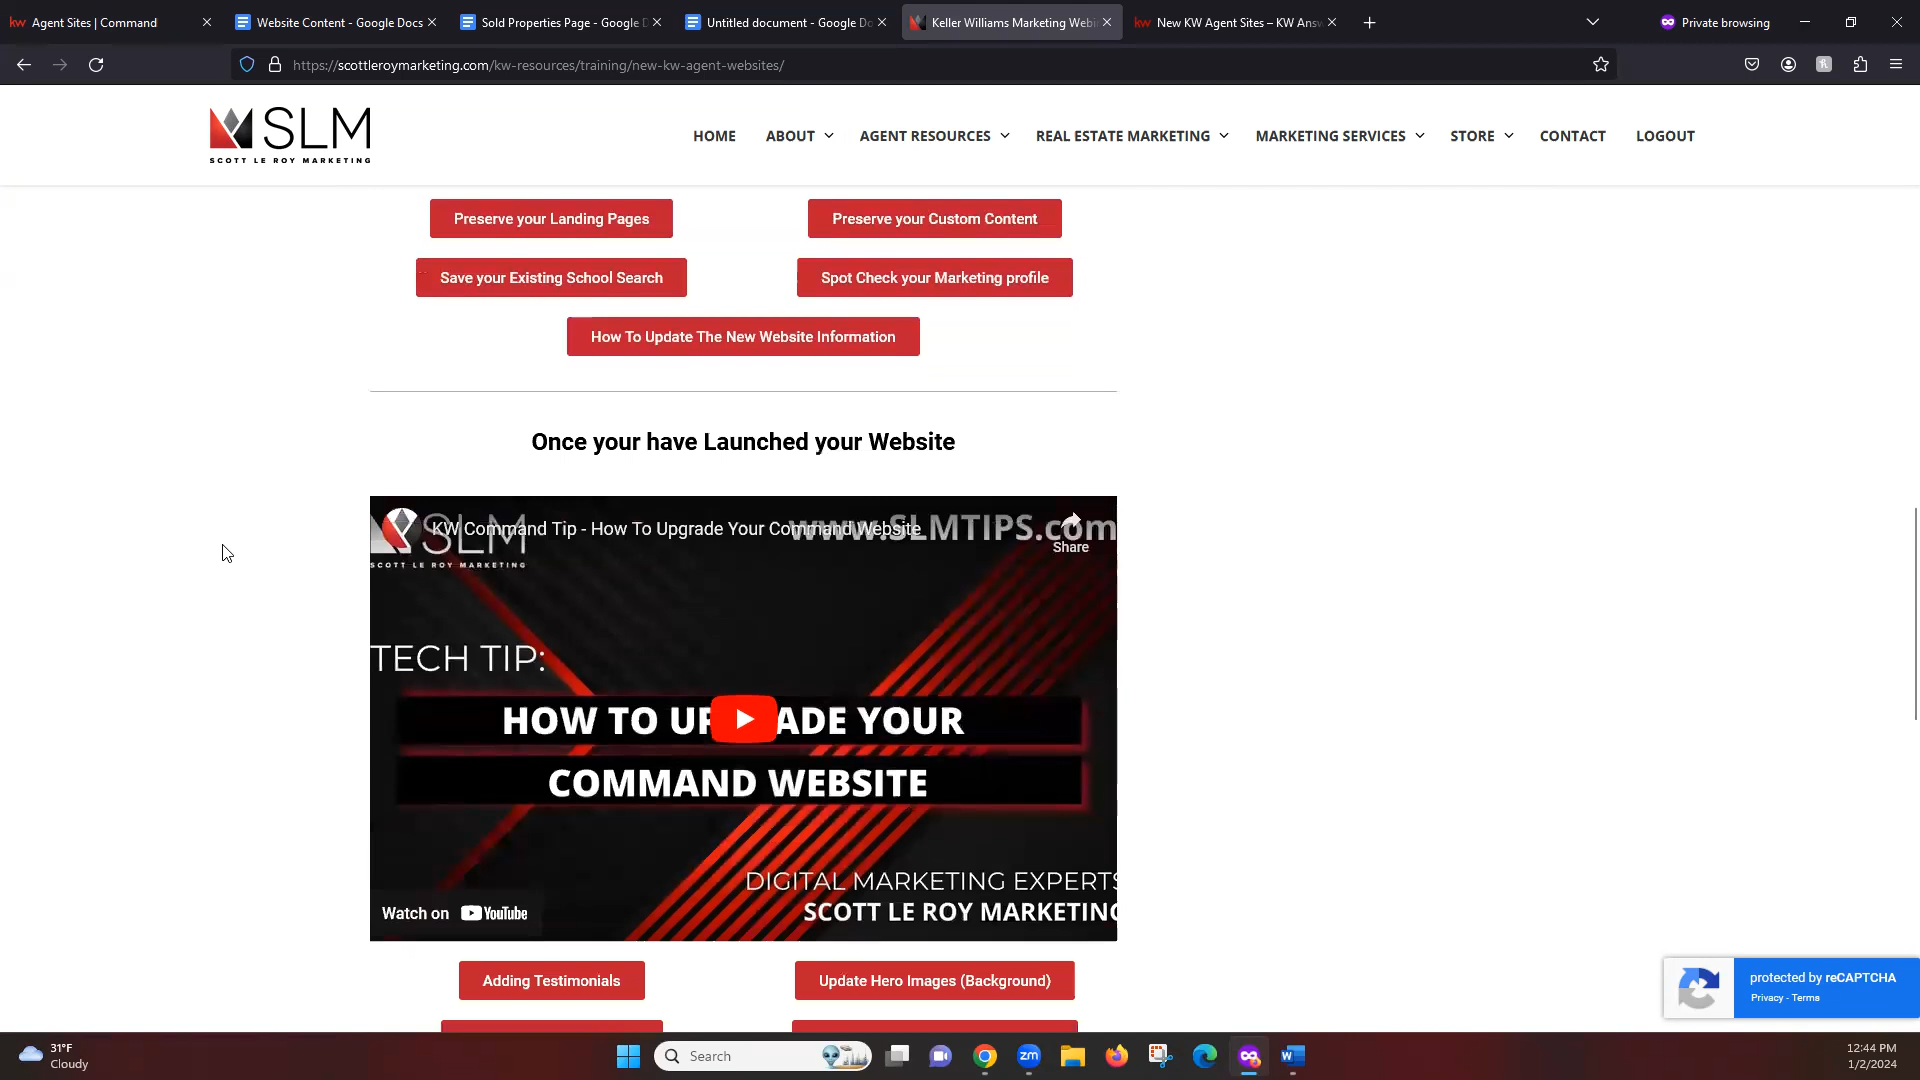 Agent Sites | Command
Website Content - Google Docs
Sold Properties Page - Google D
Untitled document - Google Do
Keller Williams Marketing Webi
New KW Agent Sites – KW Answ
Private browsing
https://scottleroymarketing.com/kw-resources/training/new-kw-agent-websites/
SLM
SCOTT LE ROY MARKETING
HOME
ABOUT
AGENT RESOURCES
REAL ESTATE MARKETING
MARKETING SERVICES
STORE
CONTACT
LOGOUT
Preserve your Landing Pages
Preserve your Custom Content
Save your Existing School Search
Spot Check your Marketing profile
How To Update The New Website Information
Once your have Launched your Website
KW Command Tip - How To Upgrade Your Command Website
www.SLMTIPS.com
SLM
SCOTT LE ROY MARKETING
Share
TECH TIP:
HOW TO UP ADE YOUR
COMMAND WEBSITE
DIGITAL MARKETING EXPERTS
SCOTT LE ROY MARKETING
Watch on YouTube
Adding Testimonials
Update Hero Images (Background)
protected by reCAPTCHA
Privacy - Terms
31°F
Cloudy
Search
zm
12:44 PM
1/2/2024